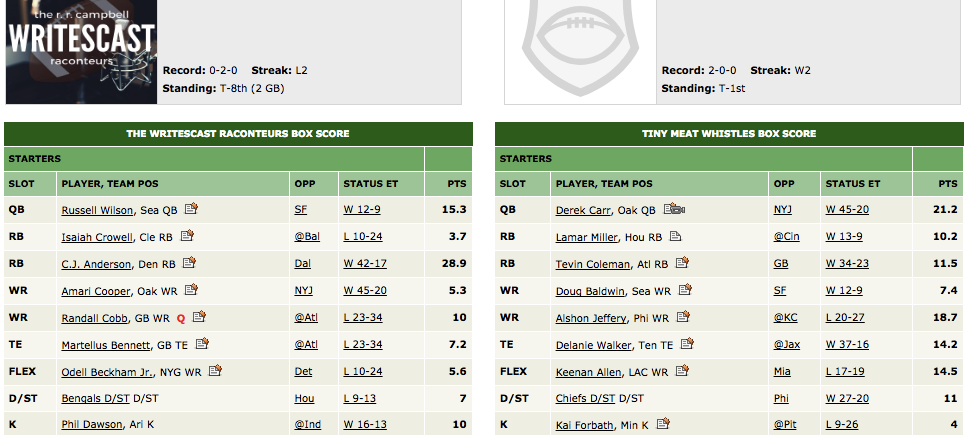 the r. r. campbell
WRITESCAST
raconteurs
Record: 0-2-0 Streak: L2
Standing: T-8th (2 GB)
Record: 2-0-0 Streak: W2
Standing: T-1st
THE WRITESCAST RACONTEURS BOX SCORE
STARTERS
SLOT PLAYER, TEAM POS OPP STATUS ET PTS
QB Russell Wilson, Sea QB SF W 12-9 15.3
RB Isaiah Crowell, Cle RB @Bal L 10-24 3.7
RB C.J. Anderson, Den RB Dal W 42-17 28.9
WR Amari Cooper, Oak WR NYJ W 45-20 5.3
WR Randall Cobb, GB WR Q @Atl L 23-34 10
TE Martellus Bennett, GB TE @Atl L 23-34 7.2
FLEX Odell Beckham Jr., NYG WR Det L 10-24 5.6
D/ST Bengals D/ST D/ST Hou L 9-13 7
K Phil Dawson, Ari K @Ind W 16-13 10
TINY MEAT WHISTLES BOX SCORE
STARTERS
SLOT PLAYER, TEAM POS OPP STATUS ET PTS
QB Derek Carr, Oak QB NYJ W 45-20 21.2
RB Lamar Miller, Hou RB @Cin W 13-9 10.2
RB Tevin Coleman, Atl RB GB W 34-23 11.5
WR Doug Baldwin, Sea WR SF W 12-9 7.4
WR Alshon Jeffery, Phi WR @KC L 20-27 18.7
TE Delanie Walker, Ten TE @Jax W 37-16 14.2
FLEX Keenan Allen, LAC WR Mia L 17-19 14.5
D/ST Chiefs D/ST D/ST Phi W 27-20 11
K Kai Forbath, Min K @Pit L 9-26 4